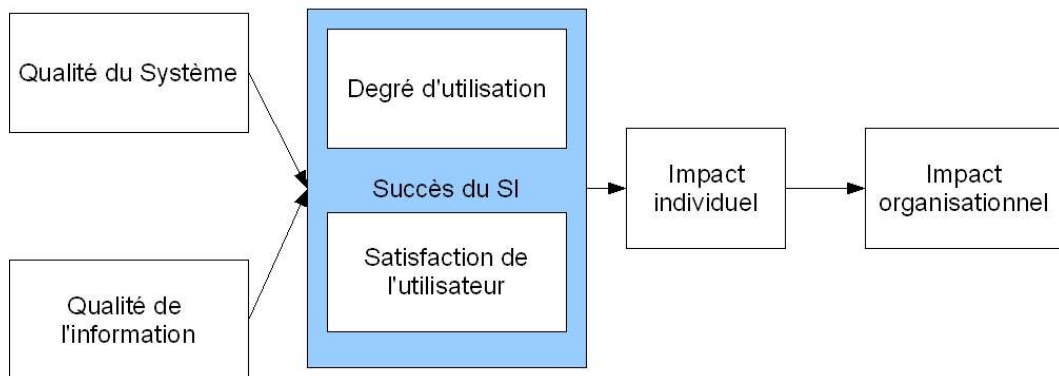 Qualité du Système
Qualité de
l'information
Degré d'utilisation
Succès du SI
Satisfaction de
l'utilisateur
Impact
individuel
Impact
organisationnel